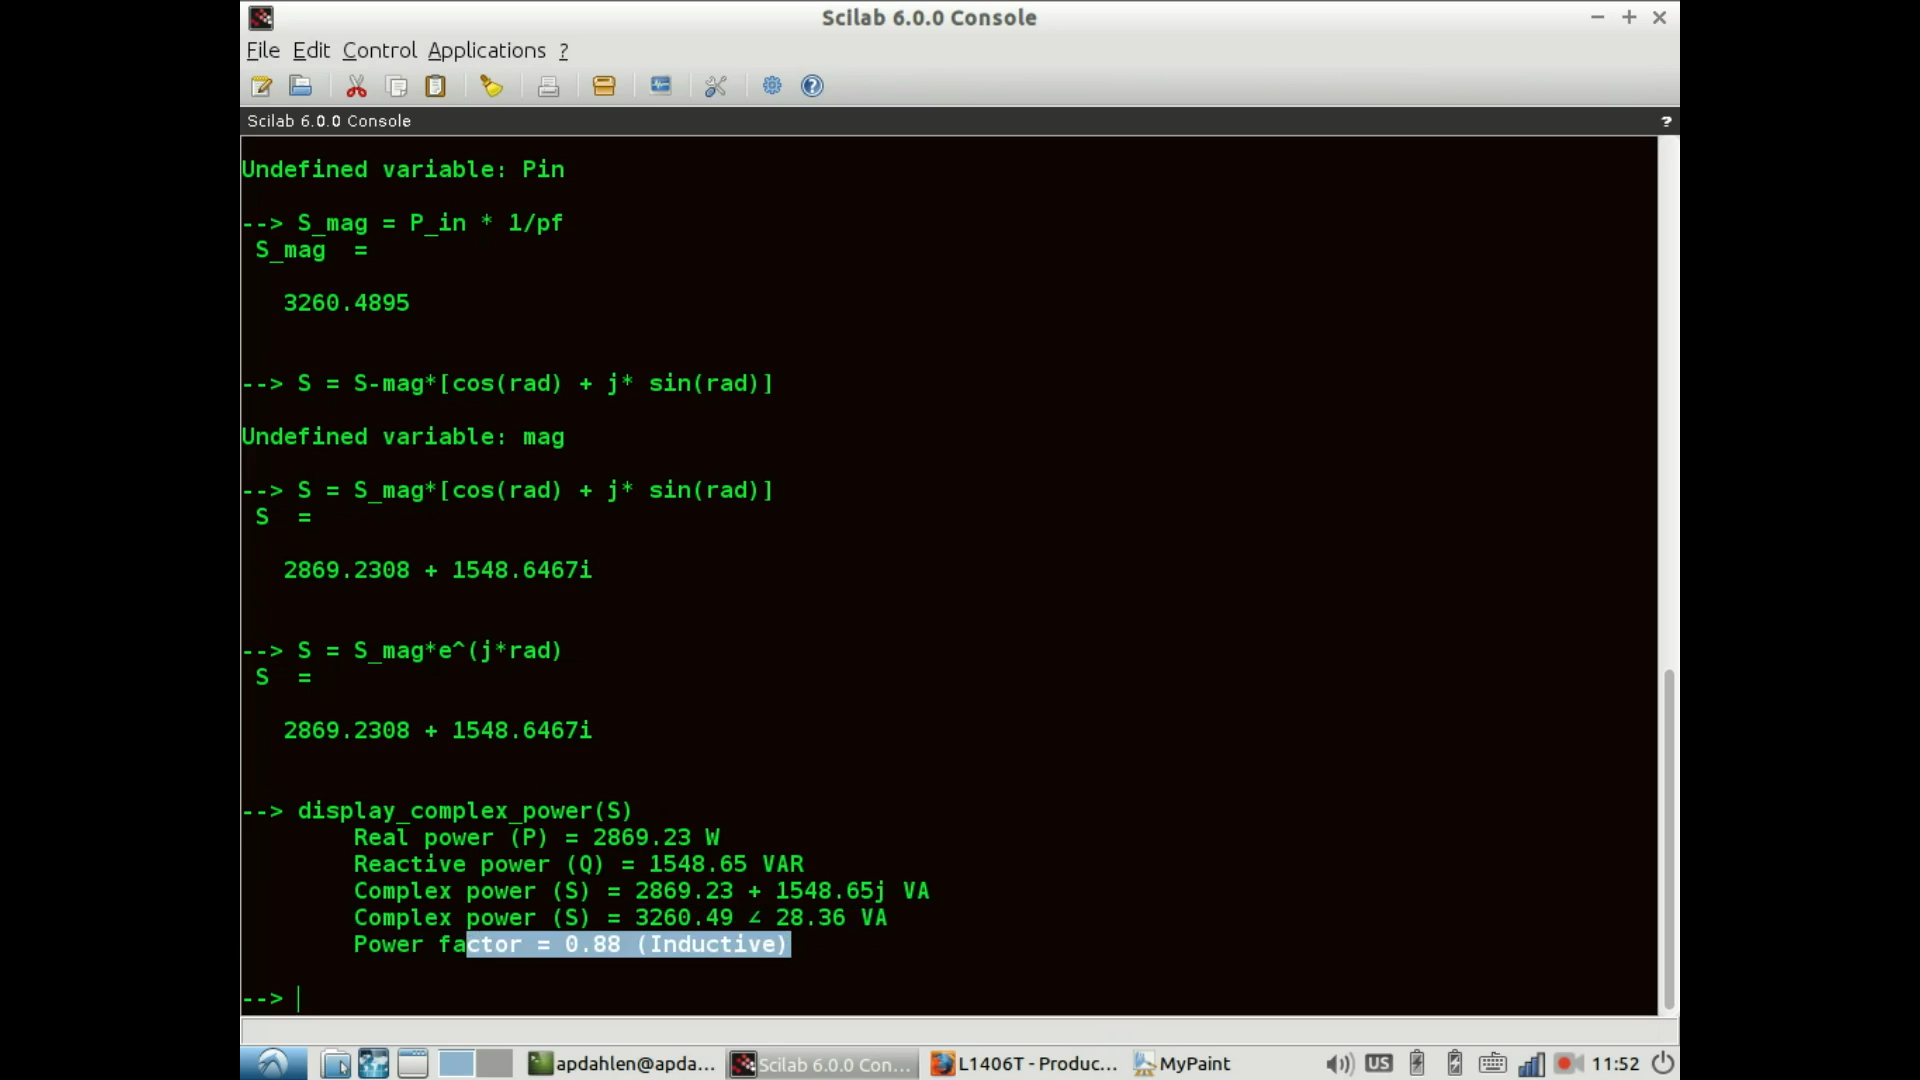 Scilab 6.0.0 Console
File Edit Control Applications ?
Scilab 6.0.0 Console ?
Undefined variable: Pin
--> S_mag = P_in * 1/pf
S_mag  =
3260.4895
--> S = S-mag*[cos(rad) + j* sin(rad)]
Undefined variable: mag
--> S = S_mag*[cos(rad) + j* sin(rad)]
S  =
2869.2308 + 1548.6467i
--> S = S_mag*e^(j*rad)
S  =
2869.2308 + 1548.6467i
--> display_complex_power(S)
Real power (P) = 2869.23 W
Reactive power (Q) = 1548.65 VAR
Complex power (S) = 2869.23 + 1548.65j VA
Complex power (S) = 3260.49 ∠ 28.36 VA
Power factor = 0.88 (Inductive)
-->
apdahlen@apda... Scilab 6.0.0 Con... L1406T - Produc... MyPaint US 11:52